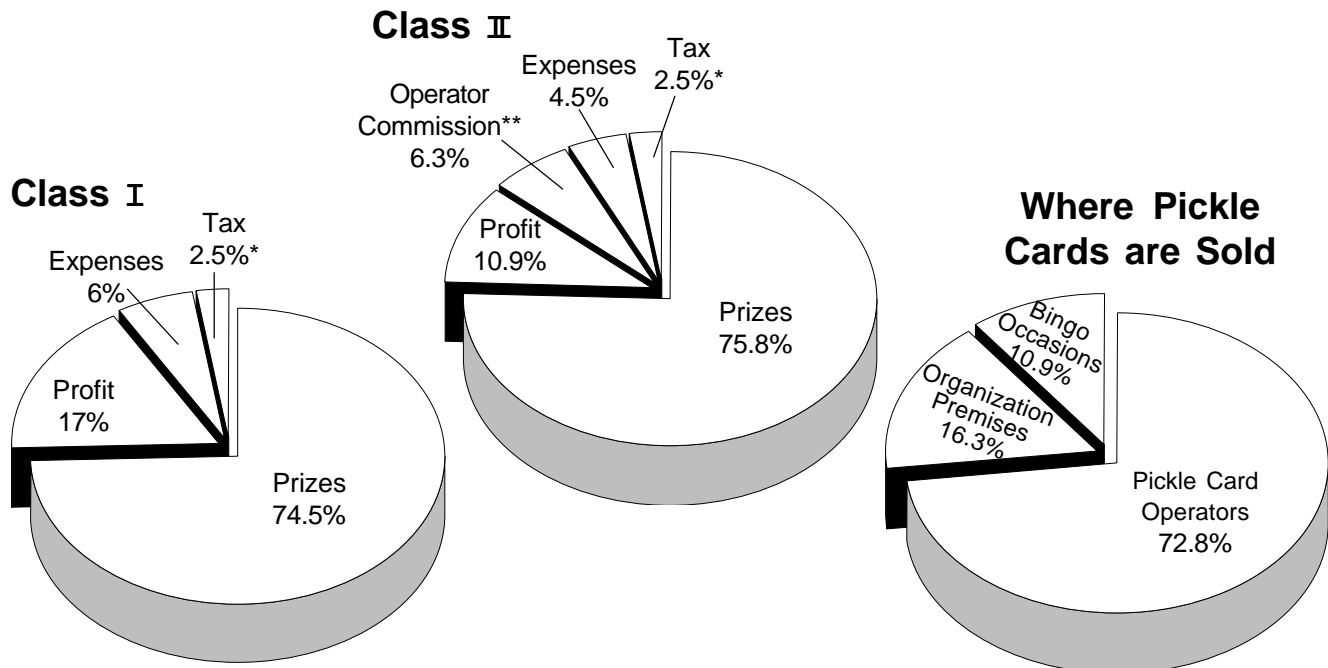 Class II
Tax
2.5%*
Expenses
4.5%
Operator
Commission**
6.3%
Profit
10.9%
Prizes
75.8%
Class I
Tax
2.5%*
Expenses
6%
Profit
17%
Prizes
74.5%
Where Pickle
Cards are Sold
Bingo
Occasions
10.9%
Organization
Premises
16.3%
Pickle Card
Operators
72.8%